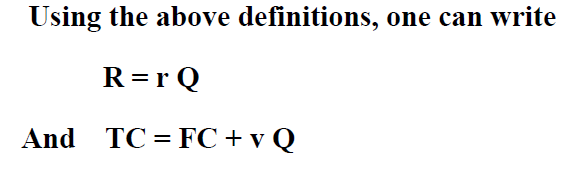 Using the above definitions, one can write
R = r Q
And TC = FC + v Q